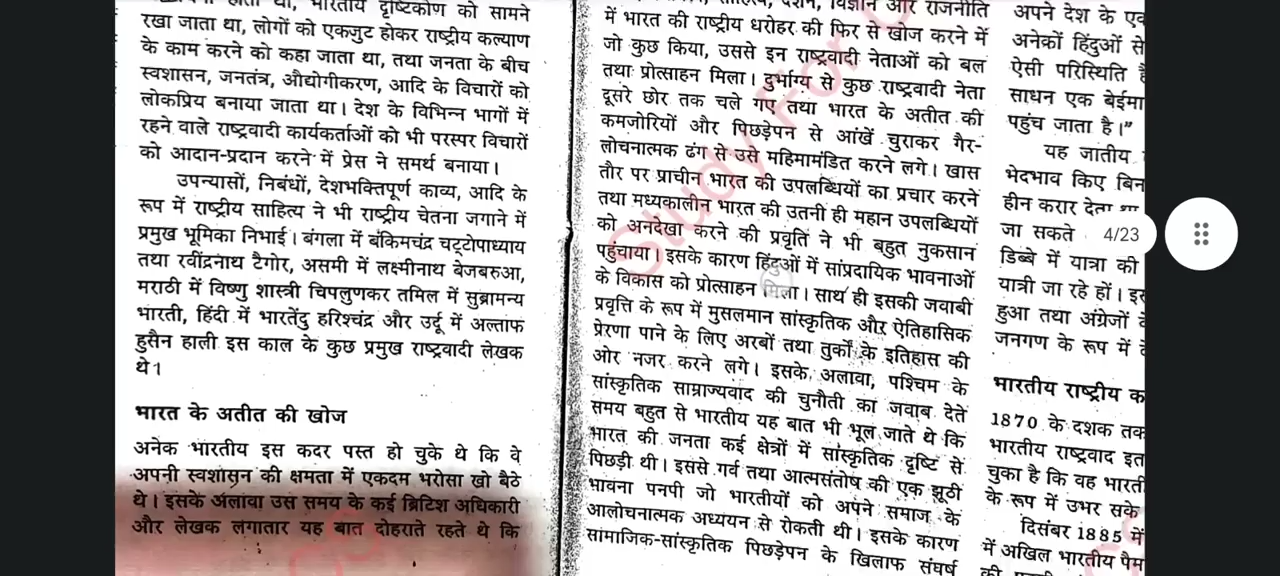 भारतीय दृष्टिकोण को सामने
रखा जाता था, लोगों को एकजुट होकर राष्ट्रीय कल्याण
के काम करने को कहा जाता था, तथा जनता के बीच
स्वशासन, जनतंत्र, औद्योगीकरण, आदि के विचारों को
लोकप्रिय बनाया जाता था। देश के विभिन्न भागों में
रहने वाले राष्ट्रवादी कार्यकर्ताओं को भी परस्पर विचारों
को आदान-प्रदान करने में प्रेस ने समर्थ बनाया।
उपन्यासों, निबंधों, देशभक्तिपूर्ण काव्य, आदि के
रूप में राष्ट्रीय साहित्य ने भी राष्ट्रीय चेतना जगाने में
प्रमुख भूमिका निभाई। बंगला में बंकिमचंद्र चट्टोपाध्याय
तथा रवींद्रनाथ टैगोर, असमी में लक्ष्मीनाथ बेजबरुआ,
मराठी में विष्णु शास्त्री चिपलुणकर तमिल में सुब्रामन्य
भारती, हिंदी में भारतेंदु हरिश्चंद्र और उर्दू में अल्ताफ
हुसैन हाली इस काल के कुछ प्रमुख राष्ट्रवादी लेखक
थे।
भारत के अतीत की खोज
अनेक भारतीय इस कदर पस्त हो चुके थे कि वे
अपनी स्वशासन की क्षमता में एकदम भरोसा खो बैठे
थे। इसके अलावा उस समय के कई ब्रिटिश अधिकारी
और लेखक लगातार यह बात दोहराते रहते थे कि
दर्शन, विज्ञान और राजनीति
में भारत की राष्ट्रीय धरोहर की फिर से खोज करने में
जो कुछ किया, उससे इन राष्ट्रवादी नेताओं को बल
तथा प्रोत्साहन मिला। दुर्भाग्य से कुछ राष्ट्रवादी नेता
दूसरे छोर तक चले गए तथा भारत के अतीत की
कमजोरियों और पिछड़ेपन से आंखें चुराकर गैर-
लोचनात्मक ढंग से उसे महिमामंडित करने लगे। खास
तौर पर प्राचीन भारत की उपलब्धियों का प्रचार करने
तथा मध्यकालीन भारत की उतनी ही महान उपलब्धियों
को अनदेखा करने की प्रवृति ने भी बहुत नुकसान
पहुंचाया। इसके कारण हिंदुओं में सांप्रदायिक भावनाओं
के विकास को प्रोत्साहन मिला। साथ ही इसकी जवाबी
प्रवृत्ति के रूप में मुसलमान सांस्कृतिक और ऐतिहासिक
प्रेरणा पाने के लिए अरबों तथा तुर्कों के इतिहास की
ओर नजर करने लगे। इसके अलावा, पश्चिम के
सांस्कृतिक साम्राज्यवाद की चुनौती का जवाब देते
समय बहुत से भारतीय यह बात भी भूल जाते थे कि
भारत की जनता कई क्षेत्रों में सांस्कृतिक दृष्टि से
पिछड़ी थी। इससे गर्व तथा आत्मसंतोष की एक झूठी
भावना पनपी जो भारतीयों को अपने समाज के
आलोचनात्मक अध्ययन से रोकती थी। इसके कारण
सामाजिक-सांस्कृतिक पिछड़ेपन के खिलाफ संघर्ष
अपने देश के एक
अनेकों हिंदुओं से
ऐसी परिस्थिति
साधन एक बेईमा
पहुंच जाता है।”
यह जातीय
भेदभाव किए बिन
हीन करार देता
जा सकते
डिब्बे में यात्रा की
यात्री जा रहे हों।
हुआ तथा अंग्रेजों
जनगण के रूप में
भारतीय राष्ट्रीय
1870 के दशक तक
भारतीय राष्ट्रवाद इत
चुका है कि वह भारती
के रूप में उभर सके
दिसंबर 1885 में
में अखिल भारतीय पैम
4/23
Study For